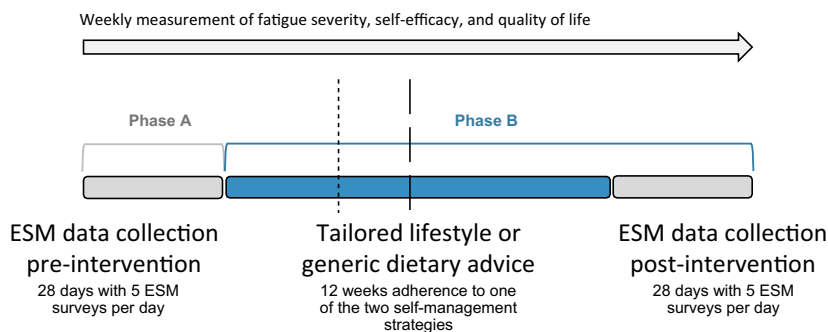 Weekly measurement of fatigue severity, self-efficacy, and quality of life
Phase A
Phase B
ESM data collection
pre-intervention
28 days with 5 ESM
surveys per day
Tailored lifestyle or
generic dietary advice
12 weeks adherence to one
of the two self-management
strategies
ESM data collection
post-intervention
28 days with 5 ESM
surveys per day